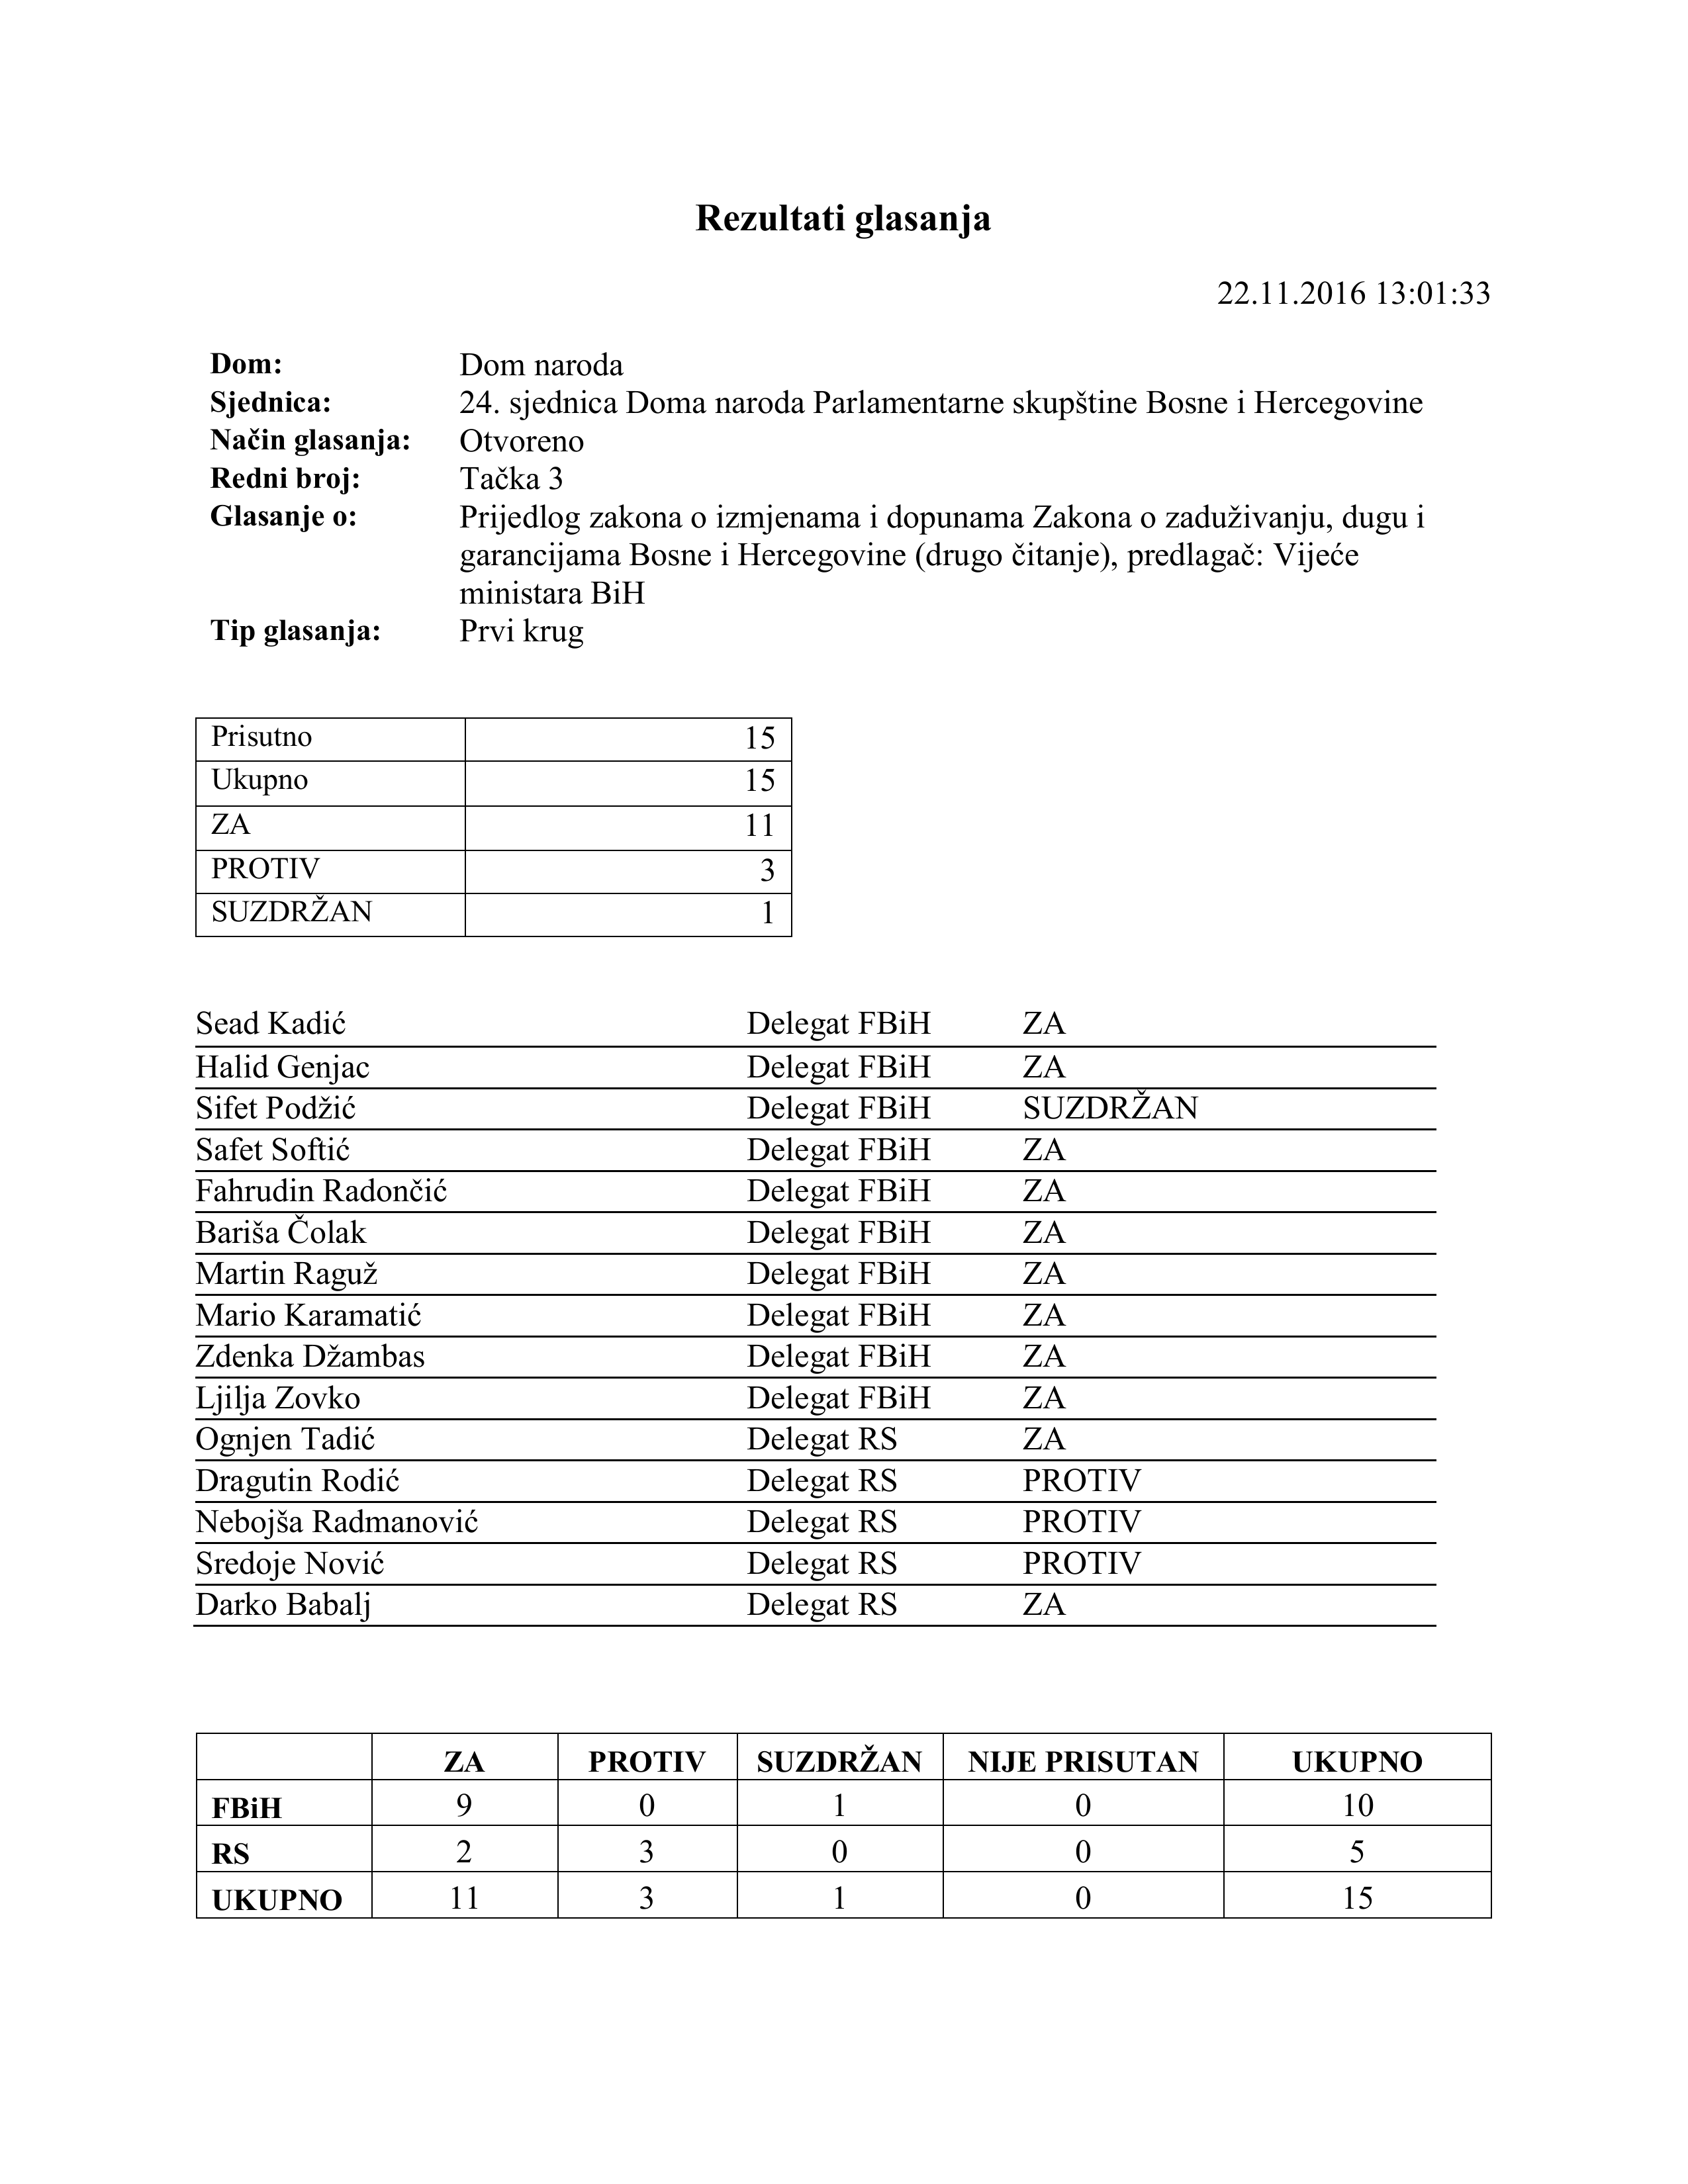 Rezultati glasanja
22.11.2016 13:01:33
Dom: Dom naroda
Sjednica: 24. sjednica Doma naroda Parlamentarne skupštine Bosne i Hercegovine
Način glasanja: Otvoreno
Redni broj: Tačka 3
Glasanje o: Prijedlog zakona o izmjenama i dopunama Zakona o zaduživanju, dugu i
garancijama Bosne i Hercegovine (drugo čitanje), predlagač: Vijeće
ministara BiH
Tip glasanja: Prvi krug
Prisutno 15
Ukupno 15
ZA 11
PROTIV 3
SUZDRŽAN 1
Sead Kadić Delegat FBiH ZA
Halid Genjac Delegat FBiH ZA
Sifet Podžić Delegat FBiH SUZDRŽAN
Safet Softić Delegat FBiH ZA
Fahrudin Radončić Delegat FBiH ZA
Bariša Čolak Delegat FBiH ZA
Martin Raguž Delegat FBiH ZA
Mario Karamatić Delegat FBiH ZA
Zdenka Džambas Delegat FBiH ZA
Ljilja Zovko Delegat FBiH ZA
Ognjen Tadić Delegat RS ZA
Dragutin Rodić Delegat RS PROTIV
Nebojša Radmanović Delegat RS PROTIV
Sredoje Nović Delegat RS PROTIV
Darko Babalj Delegat RS ZA
ZA PROTIV SUZDRŽAN NIJE PRISUTAN UKUPNO
FBiH 9 0 1 0 10
RS 2 3 0 0 5
UKUPNO 11 3 1 0 15